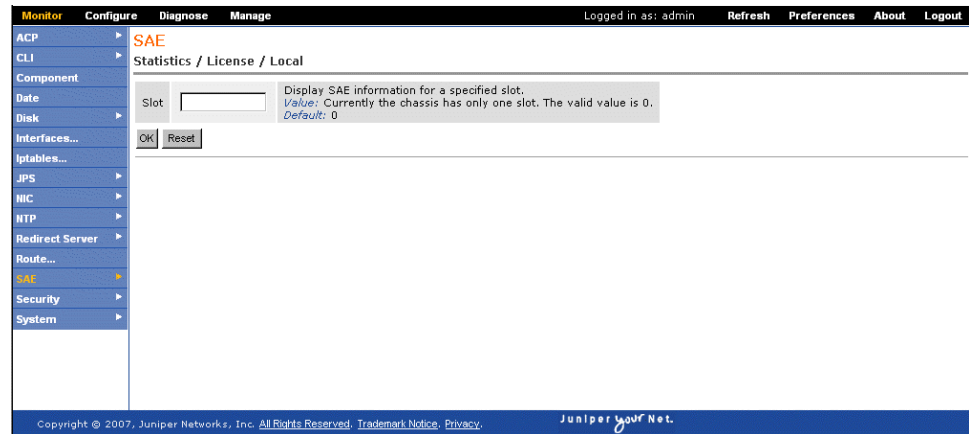 Monitor Configure Diagnose Manage Logged in as: admin Refresh Preferences About Logout
ACP
CLI
Component
Date
Disk
Interfaces...
Iptables...
JPS
NIC
NTP
Redirect Server
Route...
SAE
Security
System
SAE
Statistics / License / Local
Slot
Display SAE information for a specified slot.
Value: Currently the chassis has only one slot. The valid value is 0.
Default: 0
OK Reset
Copyright © 2007, Juniper Networks, Inc. All Rights Reserved. Trademark Notice. Privacy.
Juniper your Net.